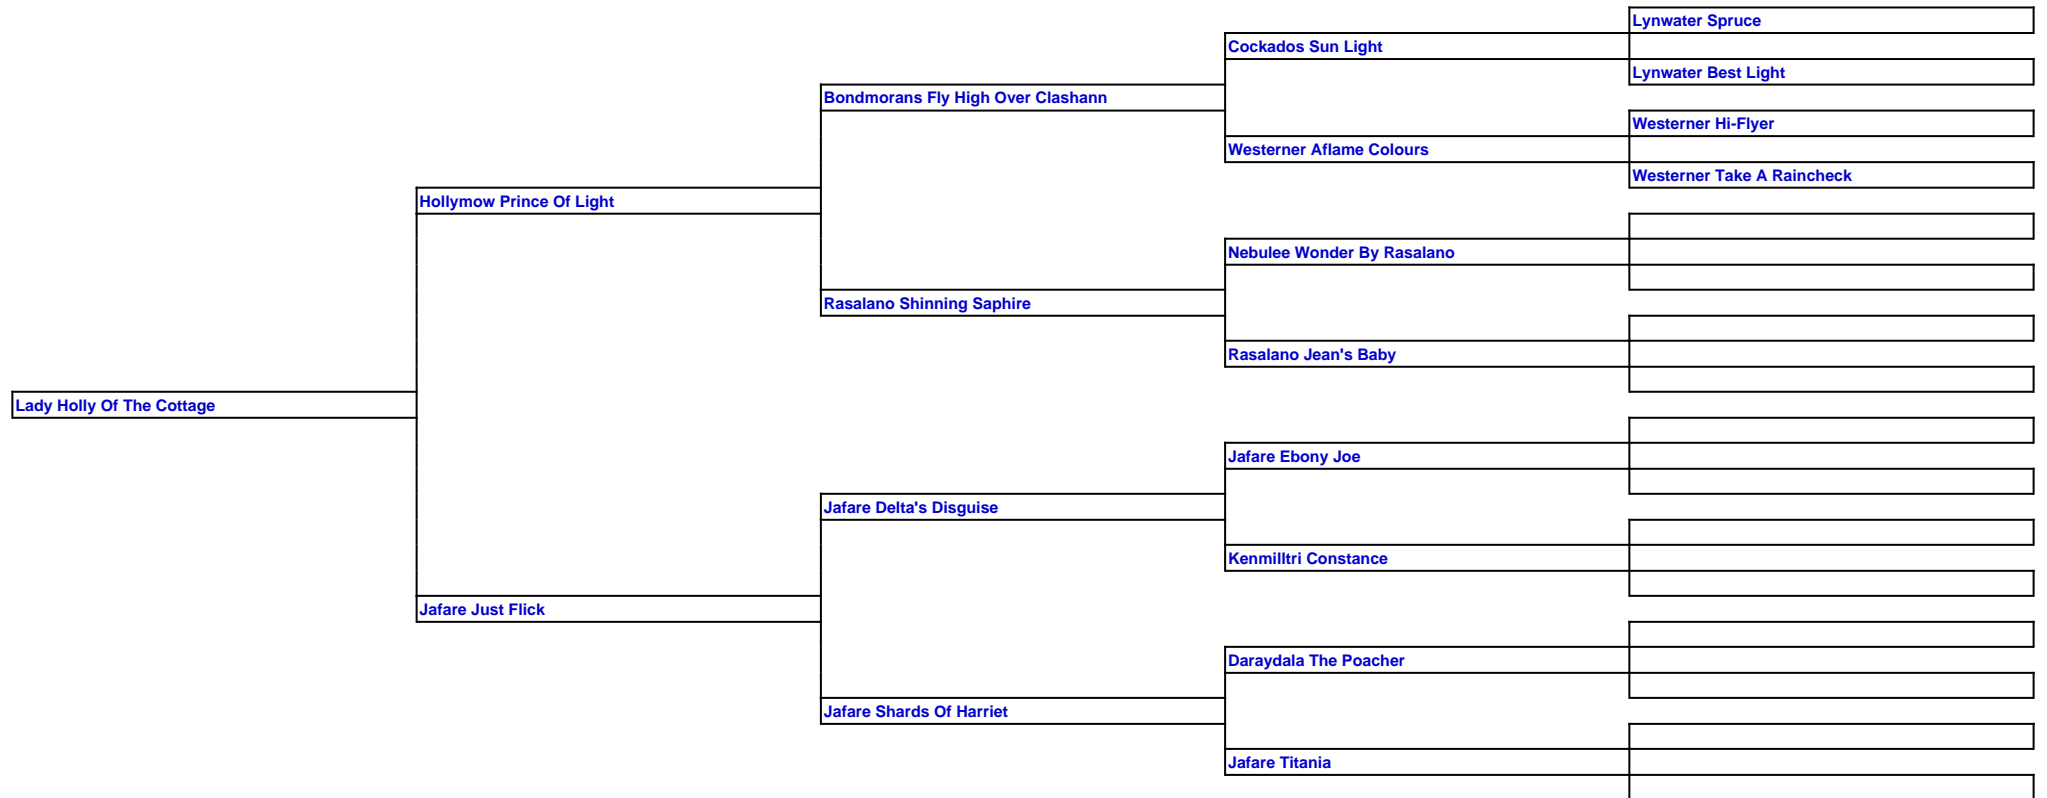 Lynwater Spruce
Cockados Sun Light
Lynwater Best Light
Bondmorans Fly High Over Clashann
Westerner Hi-Flyer
Westerner Aflame Colours
Westerner Take A Raincheck
Hollymow Prince Of Light
Nebulee Wonder By Rasalano
Rasalano Shinning Saphire
Rasalano Jean's Baby
Lady Holly Of The Cottage
Jafare Ebony Joe
Jafare Delta's Disguise
Kenmilltri Constance
Jafare Just Flick
Daraydala The Poacher
Jafare Shards Of Harriet
Jafare Titania